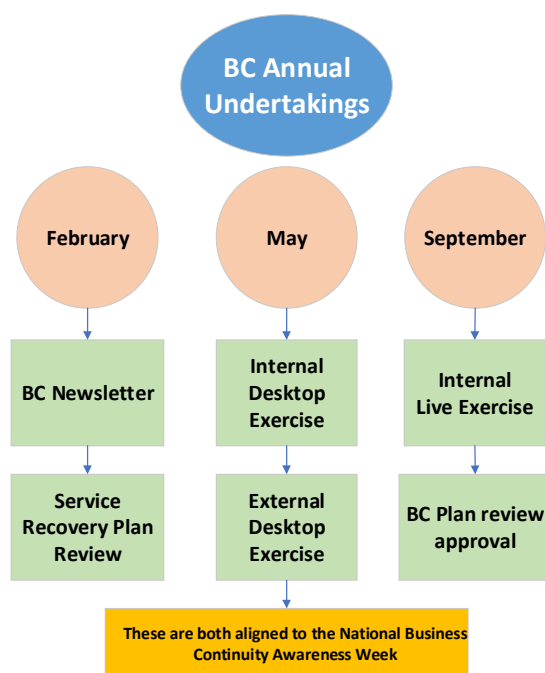 BC Annual
Undertakings
February
May
September
BC Newsletter
Internal
Desktop
Exercise
Internal
Live Exercise
Service
Recovery Plan
Review
External
Desktop
Exercise
BC Plan review
approval
These are both aligned to the National Business
Continuity Awareness Week